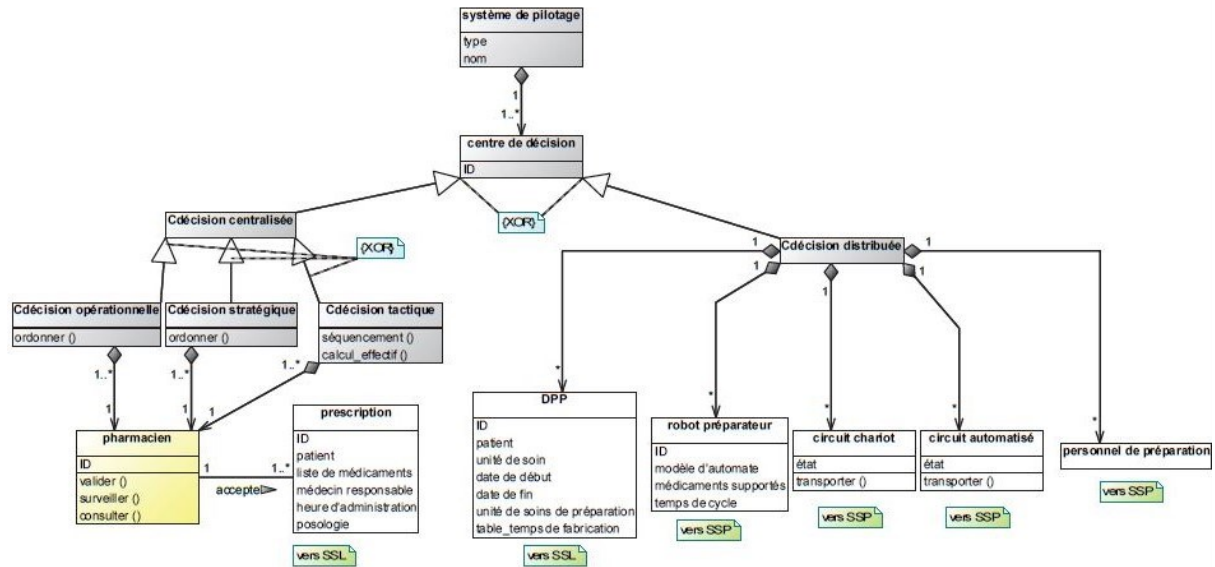 système de pilotage
type
nom
1
1..*
centre de décision
ID
{XOR}
Cdécision centralisée
{XOR}
Cdécision distribuée
1
1
1
1
1
Cdécision opérationnelle
ordonner ()
Cdécision stratégique
ordonner ()
Cdécision tactique
séquencement ()
calcul_effectif ()
1..*
1..*
1..*
1
1
1
*
*
*
*
*
pharmacien
ID
valider ()
surveiller ()
consulter ()
1
1..*
accepte
prescription
ID
patient
liste de médicaments
médecin responsable
heure d'administration
posologie
vers SSL
DPP
ID
patient
unité de soin
date de début
date de fin
unité de soins de préparation
table_temps de fabrication
vers SSL
robot préparateur
ID
modèle d'automate
médicaments supportés
temps de cycle
vers SSP
circuit chariot
état
transporter ()
vers SSP
circuit automatisé
état
transporter ()
vers SSP
personnel de préparation
vers SSP